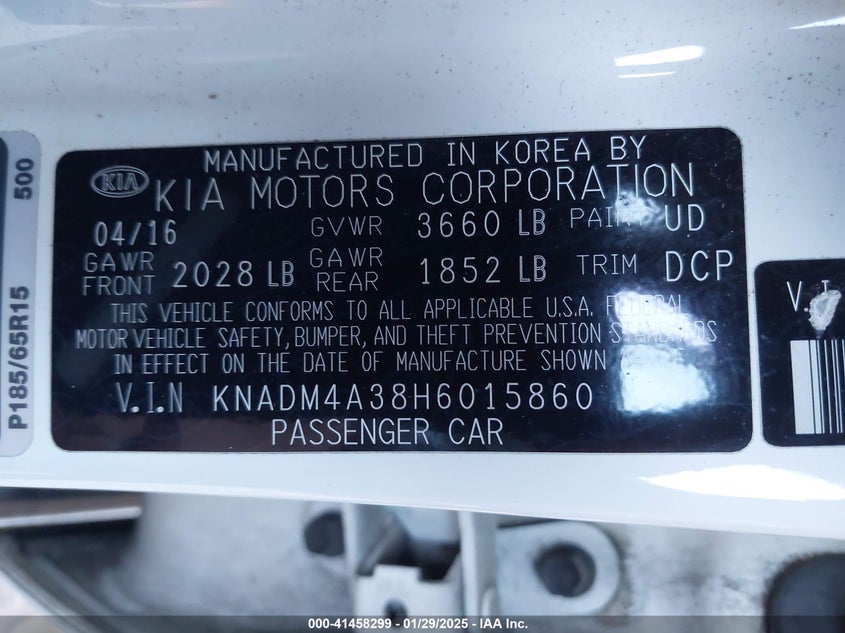 P185/65R15
500
KIA
MANUFACTURED IN KOREA BY
KIA MOTORS CORPORATION
04/16 GVWR 3660 LB PAINT UD
GAWR FRONT 2028 LB GAWR REAR 1852 LB TRIM DCP
THIS VEHICLE CONFORMS TO ALL APPLICABLE U.S.A. FEDERAL
MOTOR VEHICLE SAFETY, BUMPER, AND THEFT PREVENTION STANDARDS
IN EFFECT ON THE DATE OF MANUFACTURE SHOWN
V.I.N KNADM4A38H6015860
PASSENGER CAR
000-41458299 - 01/29/2025 - IAA Inc.